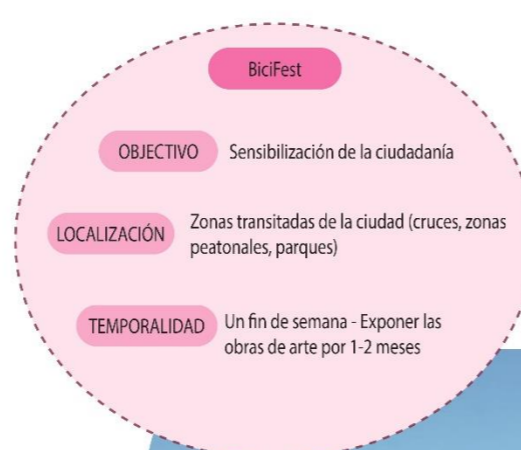 BiciFest
OBJECTIVO Sensibilización de la ciudadanía
LOCALIZACIÓN Zonas transitadas de la ciudad (cruces, zonas
peatonales, parques)
TEMPORALIDAD Un fin de semana - Exponer las
obras de arte por 1-2 meses